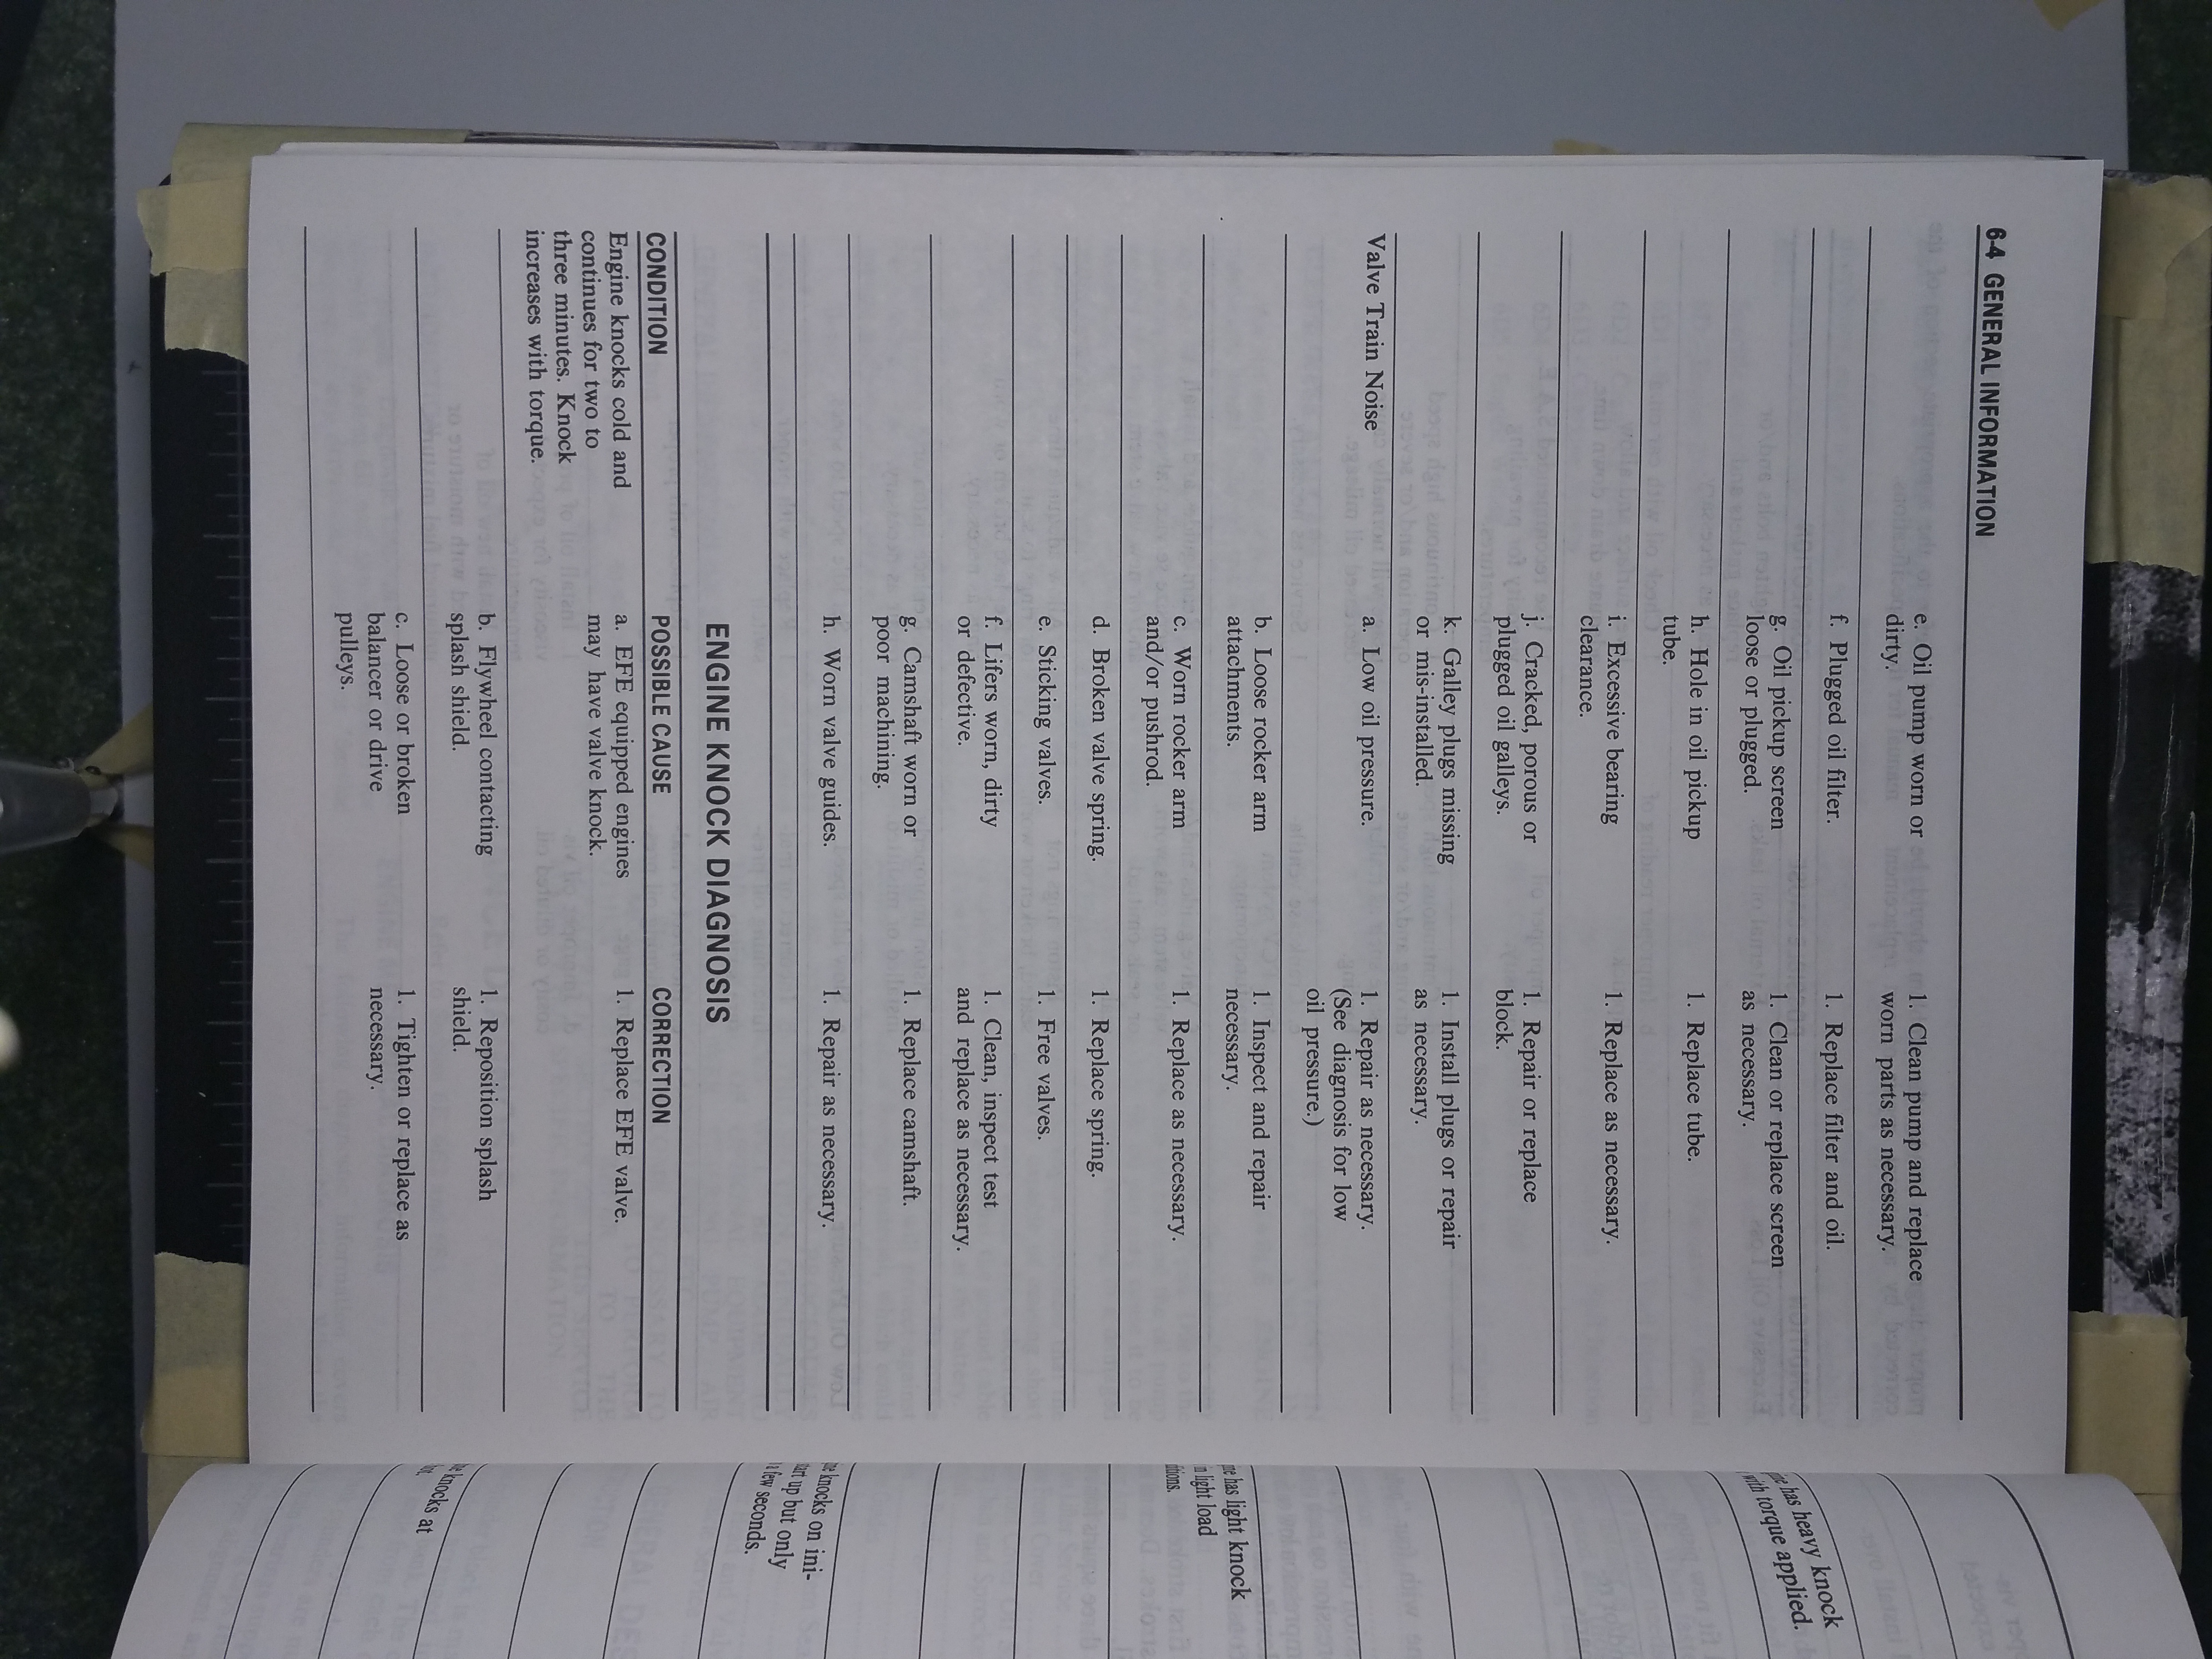 6-4 GENERAL INFORMATION
e. Oil pump worn or
dirty.
1. Clean pump and replace
worn parts as necessary.
f. Plugged oil filter.
1. Replace filter and oil.
g. Oil pickup screen
loose or plugged.
1. Clean or replace screen
as necessary.
h. Hole in oil pickup
tube.
1. Replace tube.
i. Excessive bearing
clearance.
1. Replace as necessary.
j. Cracked, porous or
plugged oil galleys.
1. Repair or replace
block.
k. Galley plugs missing
or mis-installed.
1. Install plugs or repair
as necessary.
Valve Train Noise
a. Low oil pressure.
1. Repair as necessary.
(See diagnosis for low
oil pressure.)
b. Loose rocker arm
attachments.
1. Inspect and repair
necessary.
c. Worn rocker arm
and/or pushrod.
1. Replace as necessary.
d. Broken valve spring.
1. Replace spring.
e. Sticking valves.
1. Free valves.
f. Lifers worn, dirty
or defective.
1. Clean, inspect test
and replace as necessary.
g. Camshaft worn or
poor machining.
1. Replace camshaft.
h. Worn valve guides.
1. Repair as necessary.
ENGINE KNOCK DIAGNOSIS
CONDITION POSSIBLE CAUSE CORRECTION
Engine knocks cold and
continues for two to
three minutes. Knock
increases with torque.
a. EFE equipped engines
may have valve knock.
1. Replace EFE valve.
b. Flywheel contacting
splash shield.
1. Reposition splash
shield.
c. Loose or broken
balancer or drive
pulleys.
1. Tighten or replace as
necessary.
has heavy knock
with torque applied.
has light knock
light load
knocks on ini-
up but only
few seconds.
knocks at